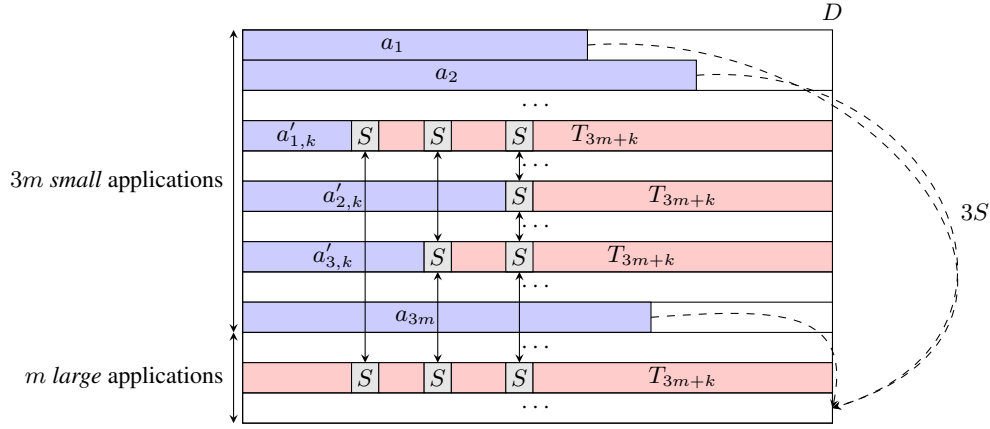 D
a_1
a_2
...
a'_{1,k} S S S T_{3m+k}
...
3m small applications
a'_{2,k} S T_{3m+k}
3S
...
a'_{3,k} S S T_{3m+k}
...
a_{3m}
...
m large applications
S S S T_{3m+k}
...